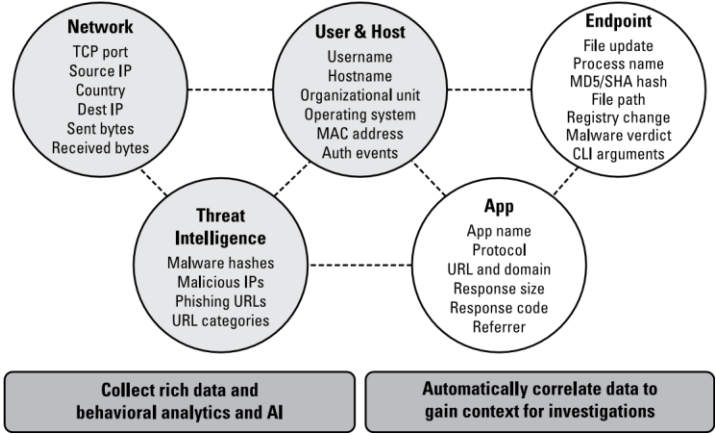 Network
TCP port
Source IP
Country
Dest IP
Sent bytes
Received bytes
User & Host
Username
Hostname
Organizational unit
Operating system
MAC address
Auth events
Endpoint
File update
Process name
MD5/SHA hash
File path
Registry change
Malware verdict
CLI arguments
Threat
Intelligence
Malware hashes
Malicious IPs
Phishing URLs
URL categories
App
App name
Protocol
URL and domain
Response size
Response code
Referrer
Collect rich data and
behavioral analytics and AI
Automatically correlate data to
gain context for investigations